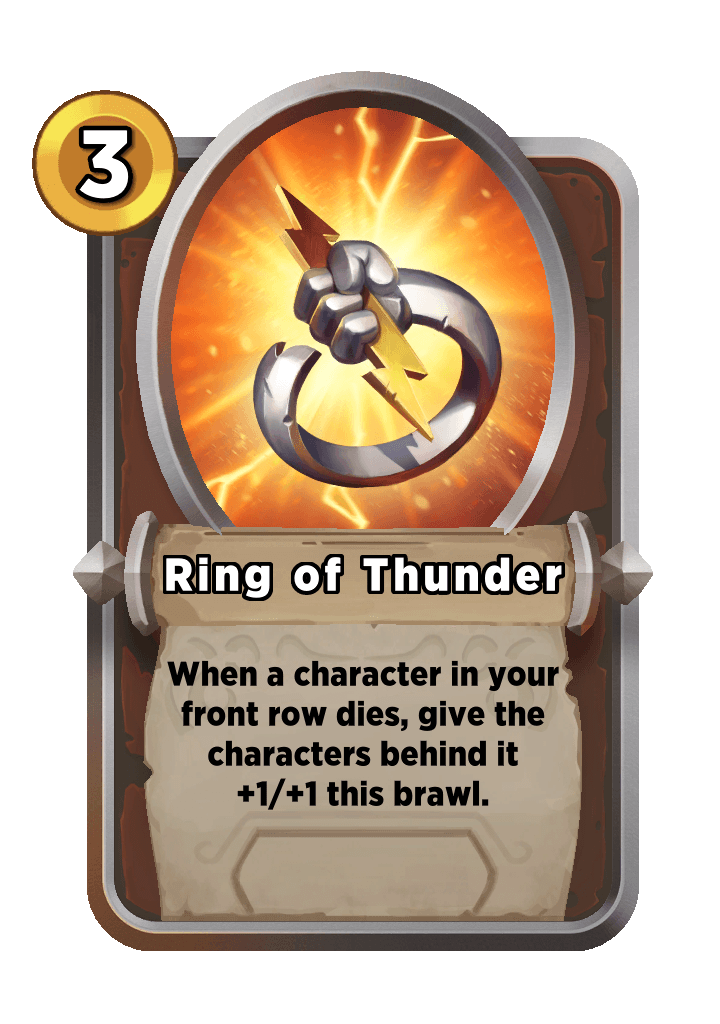 3
Ring of Thunder
When a character in your
front row dies, give the
characters behind it
+1/+1 this brawl.